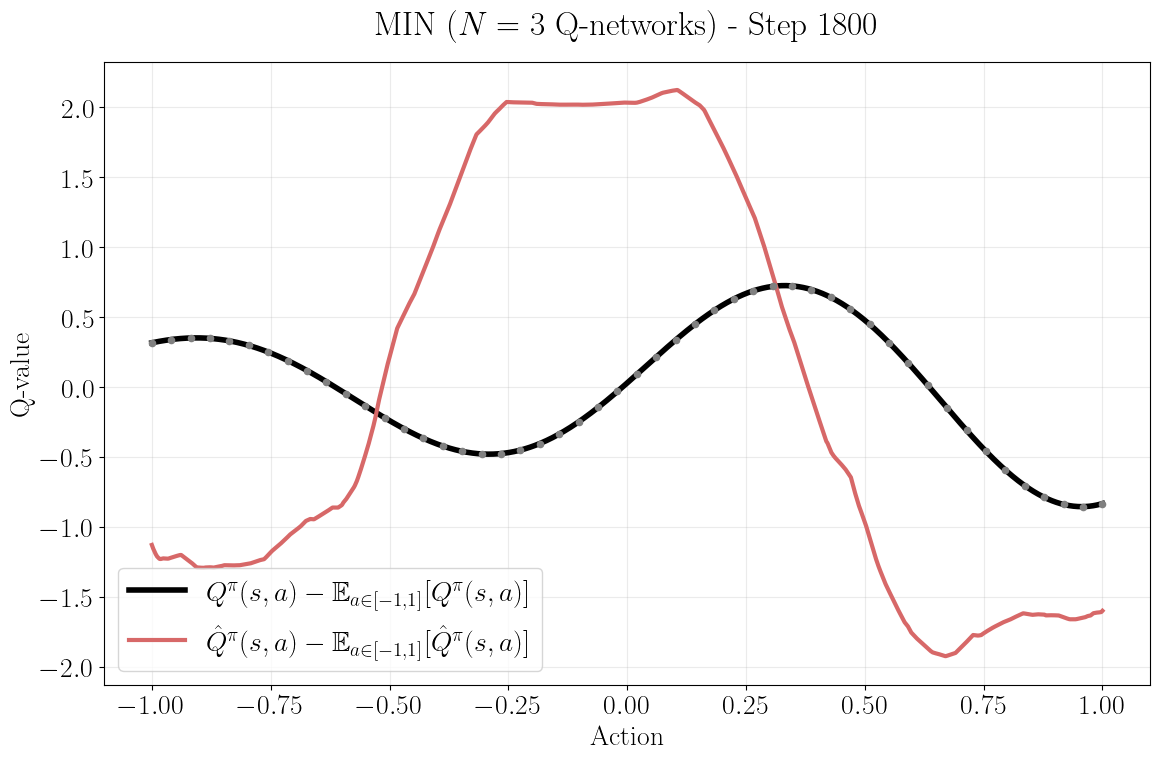 MIN (N = 3 Q-networks) - Step 1800
Q-value
2.0
1.5
1.0
0.5
0.0
−0.5
−1.0
−1.5
−2.0
Q^π(s, a) − 𝔼_{a∈[−1,1]}[Q^π(s, a)]
Q̂^π(s, a) − 𝔼_{a∈[−1,1]}[Q̂^π(s, a)]
−1.00 −0.75 −0.50 −0.25 0.00 0.25 0.50 0.75 1.00
Action